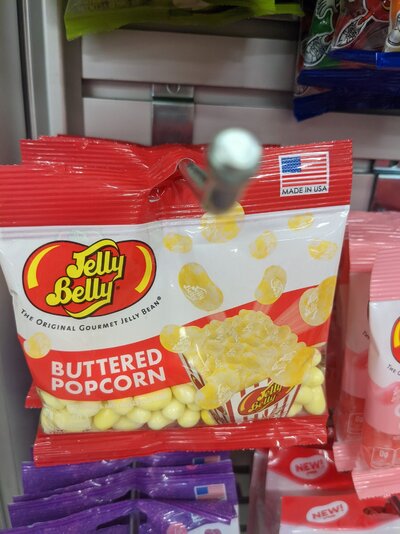 MADE IN USA
Jelly
Belly
®
THE ORIGINAL GOURMET JELLY BEAN®
BUTTERED
POPCORN
Jelly
Belly
NEW!
NEW!